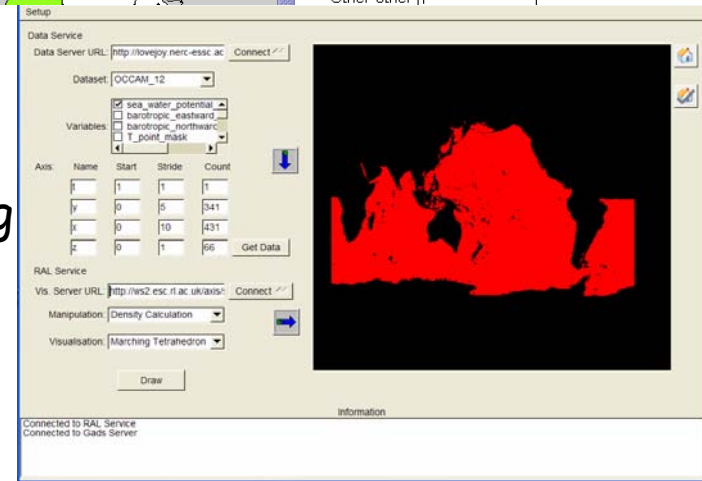 Setup
Data Service
Data Server URL: http://lovejoy.nerc-essc.ac Connect
Dataset: OCCAM_12
sea_water_potential_
barotropic_eastward_
Variables: barotropic_northward
T_point_mask
Axis: Name Start Stride Count
t 1 1 1
y 0 5 341
x 0 10 431
z 0 1 66 Get Data
g
RAL Service
Vis. Server URL: http://ws2.esc.rl.ac.uk/axis/ Connect
Manipulation: Density Calculation
Visualisation: Marching Tetrahedron
Draw
Information
Connected to RAL Service
Connected to Gads Server